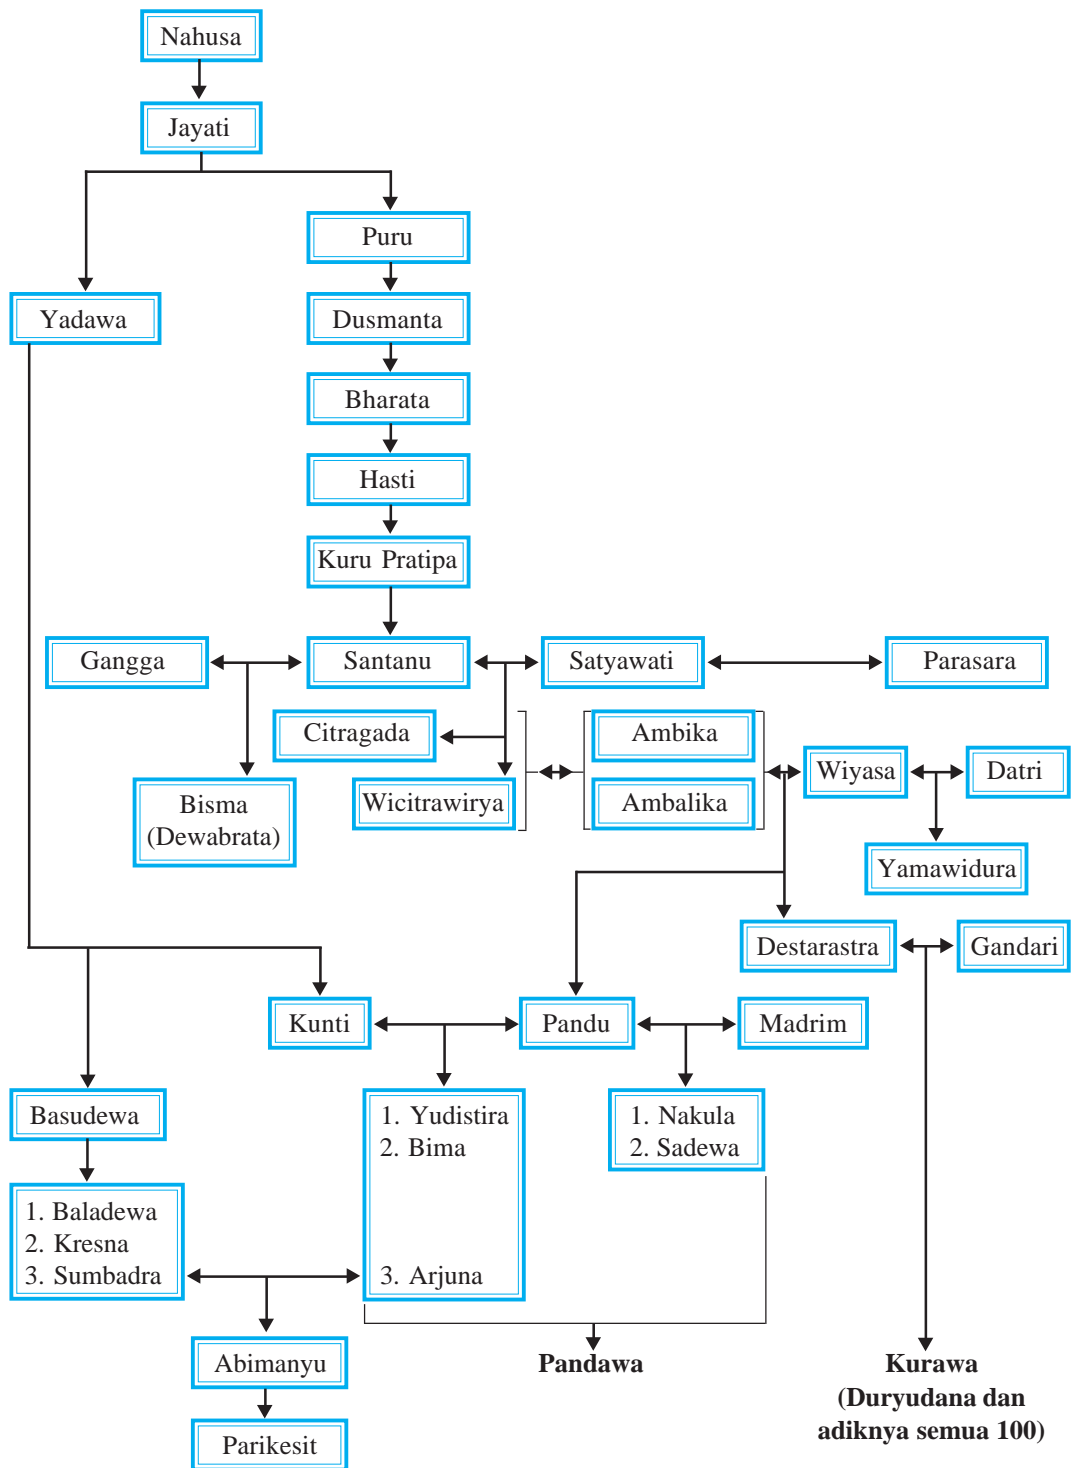 Nahusa
Jayati
Puru
Yadawa
Dusmanta
Bharata
Hasti
Kuru Pratipa
Gangga
Santanu
Satyawati
Parasara
Citragada
Ambika
Wiyasa
Datri
Bisma
(Dewabrata)
Wicitrawirya
Ambalika
Yamawidura
Destarastra
Gandari
Kunti
Pandu
Madrim
Basudewa
1. Yudistira
2. Bima
3. Arjuna
1. Nakula
2. Sadewa
1. Baladewa
2. Kresna
3. Sumbadra
Abimanyu
Pandawa
Kurawa
(Duryudana dan
adiknya semua 100)
Parikesit